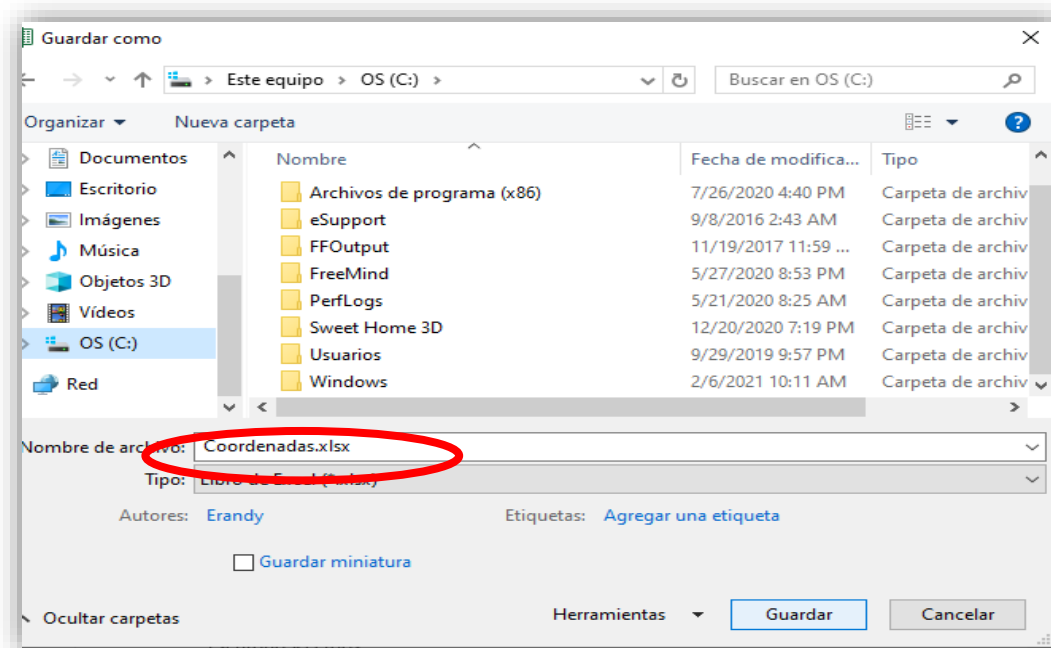 Guardar como
Este equipo > OS (C:) >
Buscar en OS (C:)
Organizar
Nueva carpeta
Documentos
Escritorio
Imágenes
Música
Objetos 3D
Vídeos
OS (C:)
Red
Nombre Fecha de modifica... Tipo
Archivos de programa (x86) 7/26/2020 4:40 PM Carpeta de archiv
eSupport 9/8/2016 2:43 AM Carpeta de archiv
FFOutput 11/19/2017 11:59 ... Carpeta de archiv
FreeMind 5/27/2020 8:53 PM Carpeta de archiv
PerfLogs 5/21/2020 8:25 AM Carpeta de archiv
Sweet Home 3D 12/20/2020 7:19 PM Carpeta de archiv
Usuarios 9/29/2019 9:57 PM Carpeta de archiv
Windows 2/6/2021 10:11 AM Carpeta de archiv
Nombre de archivo: Coordenadas.xlsx
Tipo: Libro de Excel (*.xlsx)
Autores: Erandy Etiquetas: Agregar una etiqueta
Guardar miniatura
Ocultar carpetas Herramientas Guardar Cancelar